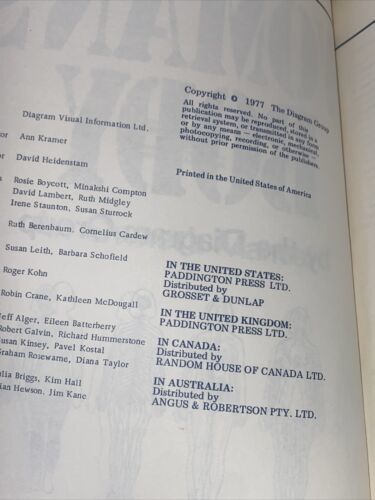 Diagram Visual Information Ltd.
Ann Kramer
David Heidenstam
Rosie Boycott, Minakshi Compton
David Lambert, Ruth Midgley
Irene Staunton, Susan Sturrock
Ruth Berenbaum, Cornelius Cardew
Susan Leith, Barbara Schofield
Roger Kohn
Robin Crane, Kathleen McDougall
Jeff Alger, Eileen Batterberry
Robert Galvin, Richard Hummerstone
Susan Kinsey, Pavel Kostal
Graham Rosewarne, Diana Taylor
Kim Hall
Hewson, Jim Kane
Copyright © 1977 The Diagram Group
All rights reserved. No part of this
publication may be reproduced, stored in a
retrieval system, or transmitted in any form
or by any means — electronic, mechanical
photocopying, recording, or otherwise —
without prior permission of the publishers.
Printed in the United States of America
IN THE UNITED STATES:
PADDINGTON PRESS LTD.
Distributed by
GROSSET & DUNLAP
IN THE UNITED KINGDOM:
PADDINGTON PRESS LTD.
IN CANADA:
Distributed by
RANDOM HOUSE OF CANADA LTD.
IN AUSTRALIA:
Distributed by
ANGUS & ROBERTSON PTY. LTD.